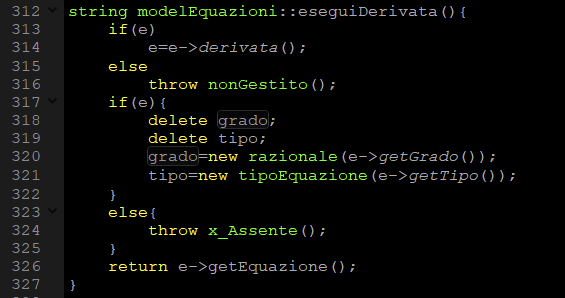 312 string modelEquazioni::eseguiDerivata(){
313     if(e)
314         e=e->derivata();
315     else
316         throw nonGestito();
317     if(e){
318         delete grado;
319         delete tipo;
320         grado=new razionale(e->getGrado());
321         tipo=new tipoEquazione(e->getTipo());
322     }
323     else{
324         throw x_Assente();
325     }
326     return e->getEquazione();
327 }